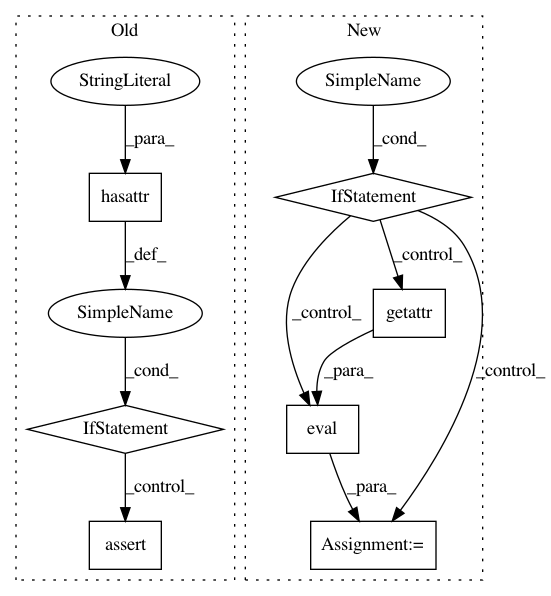 Old
StringLiteral
_para_
hasattr
_def_
SimpleName
_cond_
IfStatement
_control_
assert
New
SimpleName
_cond_
IfStatement
_control_
getattr
_control_
_control_
_para_
eval
_para_
Assignment:=